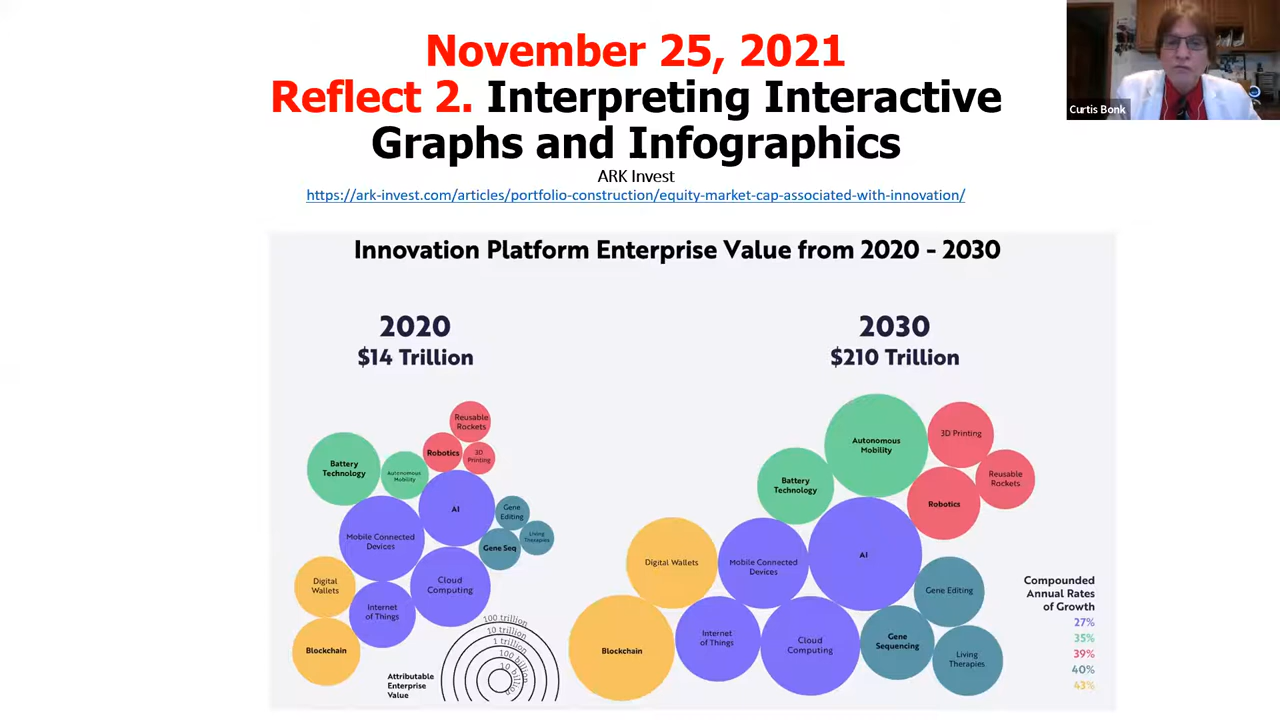 November 25, 2021
Reflect 2. Interpreting Interactive
Graphs and Infographics
ARK Invest
https://ark-invest.com/articles/portfolio-construction/equity-market-cap-associated-with-innovation/
Curtis Bonk
Innovation Platform Enterprise Value from 2020 - 2030
2020
$14 Trillion
Reusable
Rockets
Robotics
3D
Printing
Battery
Technology
Autonomous
Mobility
AI
Gene
Editing
Mobile Connected
Devices
Gene Seq
Living
Therapies
Digital
Wallets
Cloud
Computing
Internet
of Things
Blockchain
100 trillion
10 trillion
1 trillion
100 billion
10 billion
Attributable
Enterprise
Value
2030
$210 Trillion
Autonomous
Mobility
3D Printing
Reusable
Rockets
Battery
Technology
Robotics
AI
Digital Wallets
Mobile Connected
Devices
Gene Editing
Internet
of Things
Cloud
Computing
Gene
Sequencing
Living
Therapies
Blockchain
Compounded
Annual Rates
of Growth
27%
35%
39%
40%
43%